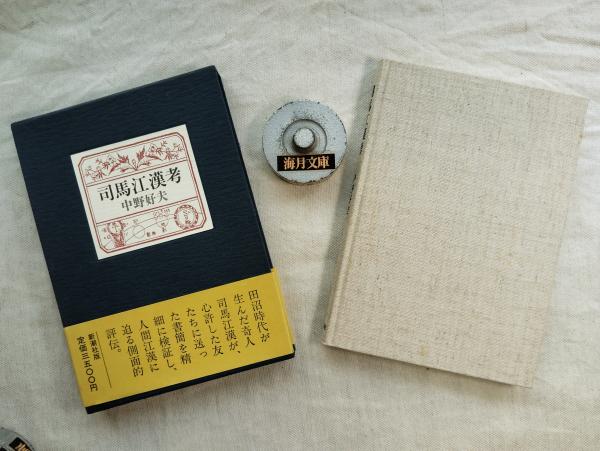 司馬江漢考
中野好夫
田沼時代が
生んだ奇人
司馬江漢が、
心許した友
たちに送っ
た書簡を精
細に検証し、
人間江漢に
迫る側面的
評伝。
新潮社版
定価三五〇〇円
海月文庫